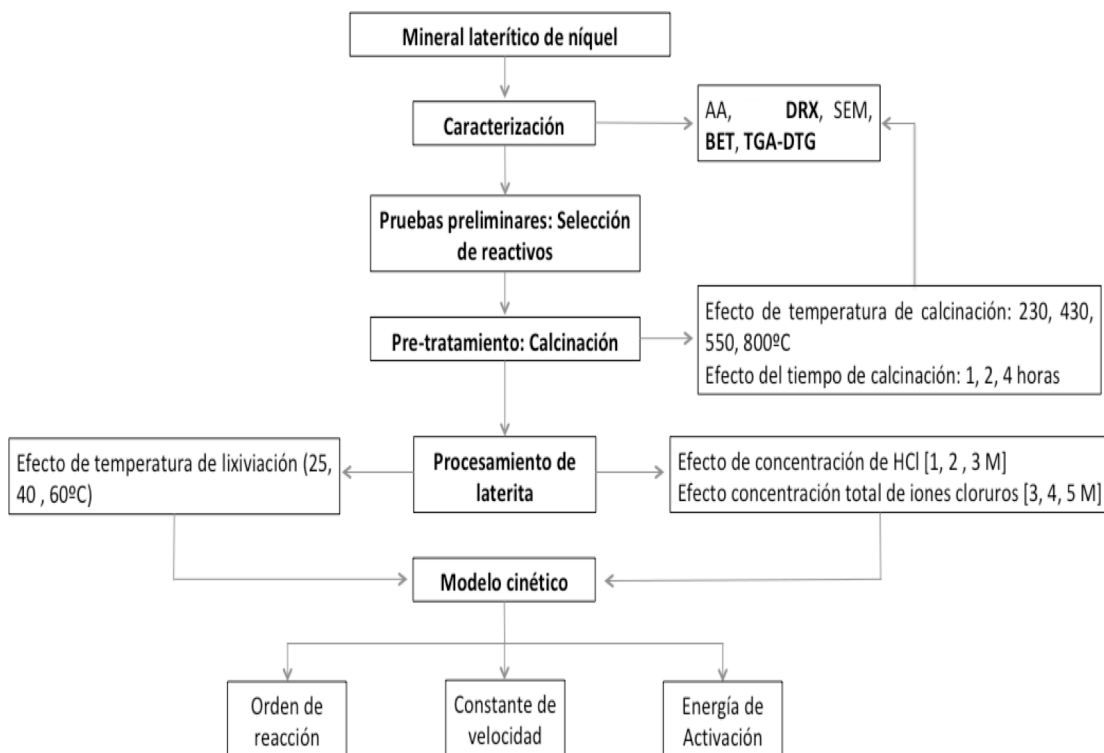 Mineral laterítico de níquel
Caracterización
AA, DRX, SEM,
BET, TGA-DTG
Pruebas preliminares: Selección
de reactivos
Pre-tratamiento: Calcinación
Efecto de temperatura de calcinación: 230, 430,
550, 800ºC
Efecto del tiempo de calcinación: 1, 2, 4 horas
Efecto de temperatura de lixiviación (25,
40 , 60ºC)
Procesamiento de
laterita
Efecto de concentración de HCl [1, 2 , 3 M]
Efecto concentración total de iones cloruros [3, 4, 5 M]
Modelo cinético
Orden de
reacción
Constante de
velocidad
Energía de
Activación